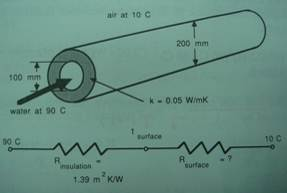 air at 10 C
200 mm
100 mm
water at 90 C
k = 0.05 W/mK
90 C
t surface
10 C
R insulation =
R surface = ?
1.39 m²K/W